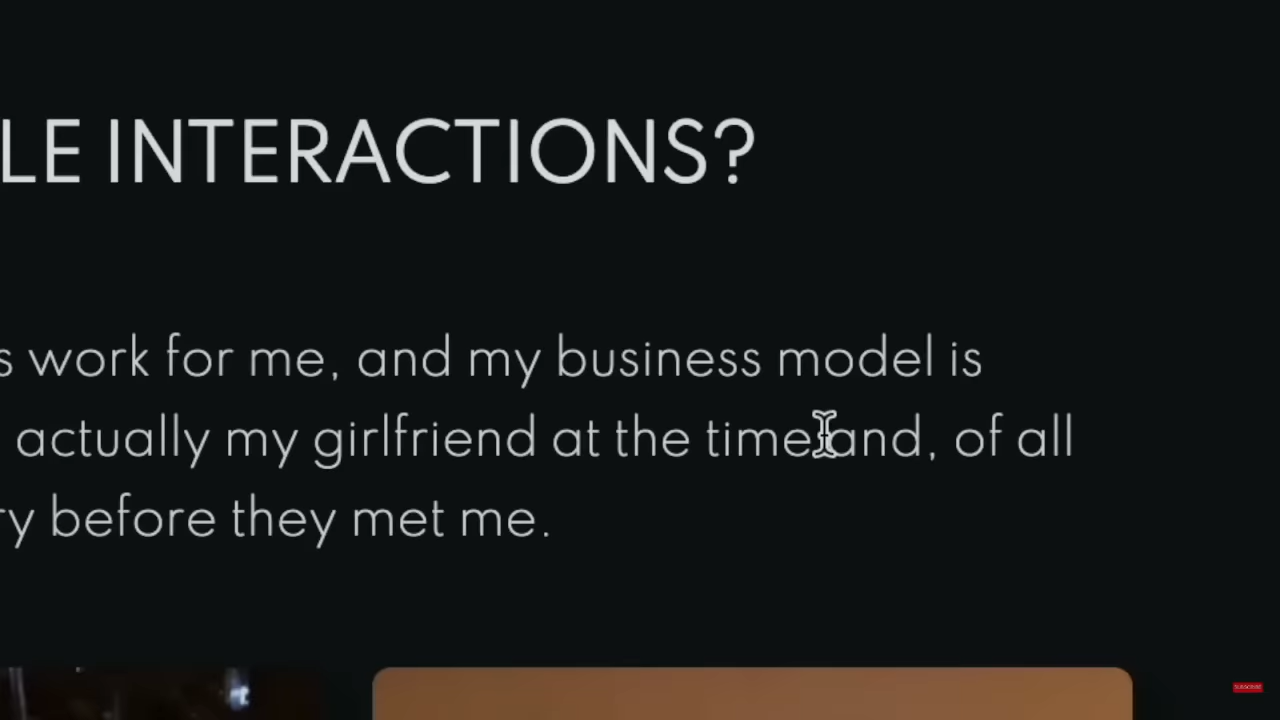 LE INTERACTIONS?
s work for me, and my business model is
actually my girlfriend at the time and, of all
ry before they met me.
SUBSCRIBE